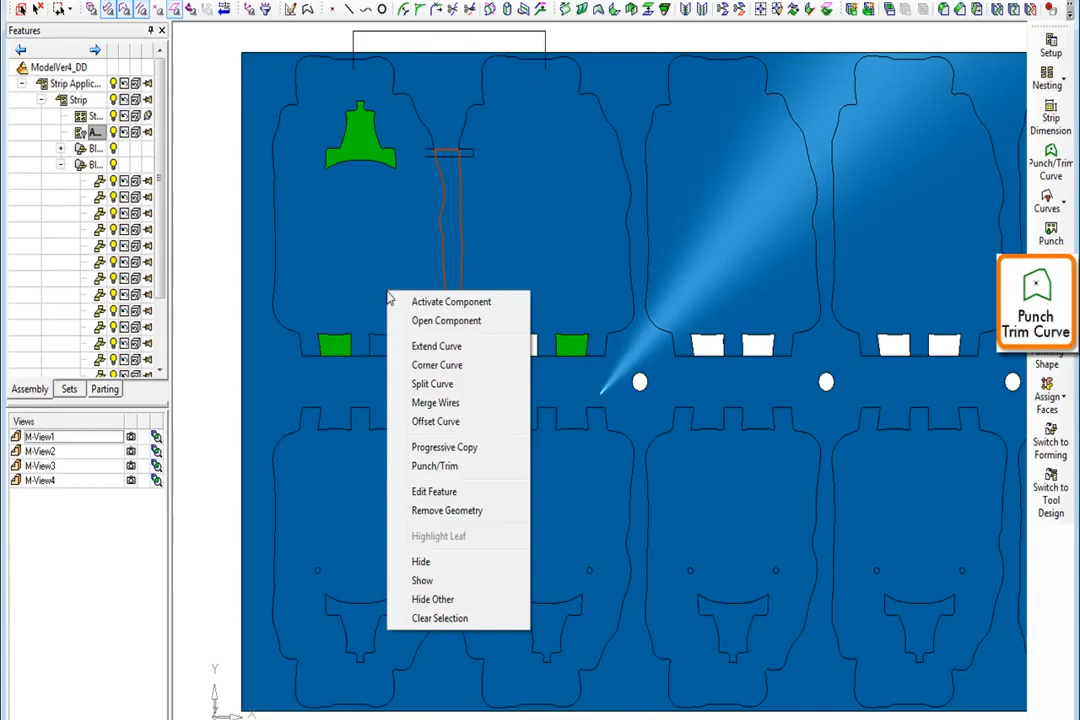 Features
ModelVer4_DD
Strip Applic...
Strip
St...
A...
Bl...
Bl...
Assembly
Sets
Parting
Views
M-View1
M-View2
M-View3
M-View4
Activate Component
Open Component
Extend Curve
Corner Curve
Split Curve
Merge Wires
Offset Curve
Progressive Copy
Punch/Trim
Edit Feature
Remove Geometry
Highlight Leaf
Hide
Show
Hide Other
Clear Selection
Setup
Nesting
Strip
Dimension
Punch/Trim
Curve
Curves
Punch
Punch
Trim Curve
Shape
Assign
Faces
Switch to
Forming
Switch to
Tool
Design
Y
X